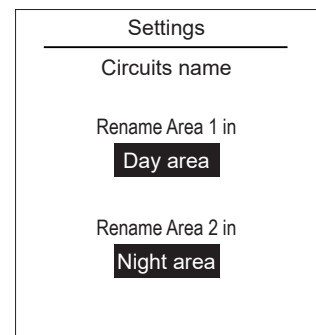 Settings
Circuits name
Rename Area 1 in
Day area
Rename Area 2 in
Night area